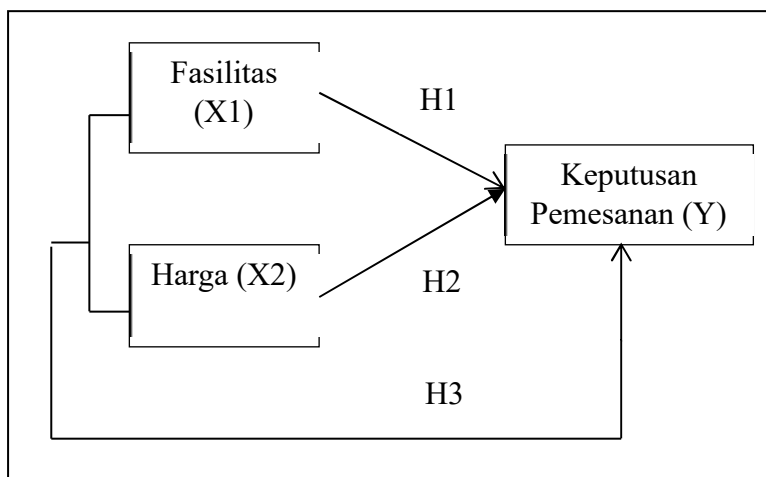 Fasilitas
(X1)
H1
Keputusan
Pemesanan (Y)
Harga (X2)
H2
H3